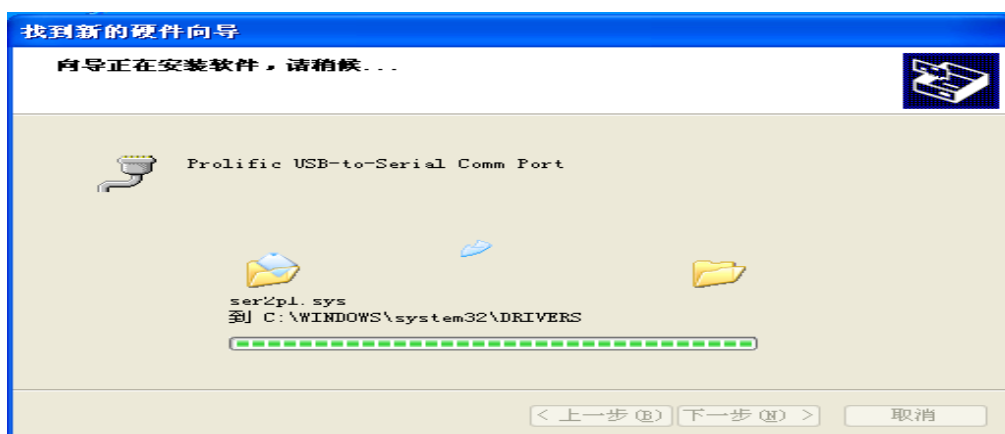 找到新的硬件向导
向导正在安装软件，请稍候...
Prolific USB-to-Serial Comm Port
ser2pl.sys
到 C:\WINDOWS\system32\DRIVERS
< 上一步(B) 下一步(N) > 取消